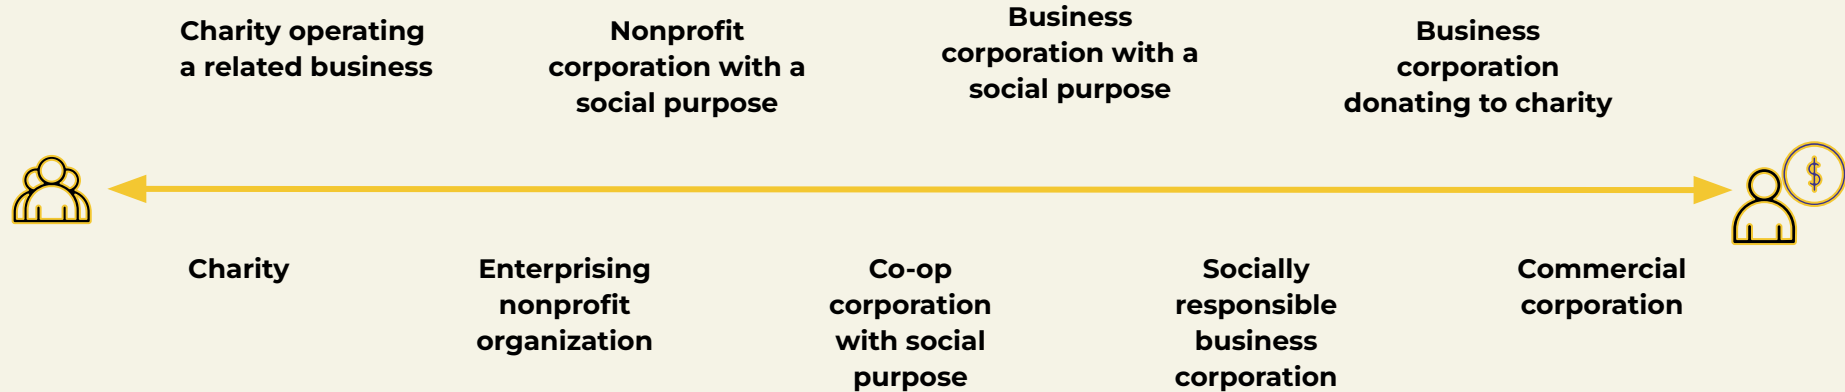 Charity operating
a related business
Nonprofit
corporation with a
social purpose
Business
corporation with a
social purpose
Business
corporation
donating to charity
$
Charity
Enterprising
nonprofit
organization
Co-op
corporation
with social
purpose
Socially
responsible
business
corporation
Commercial
corporation